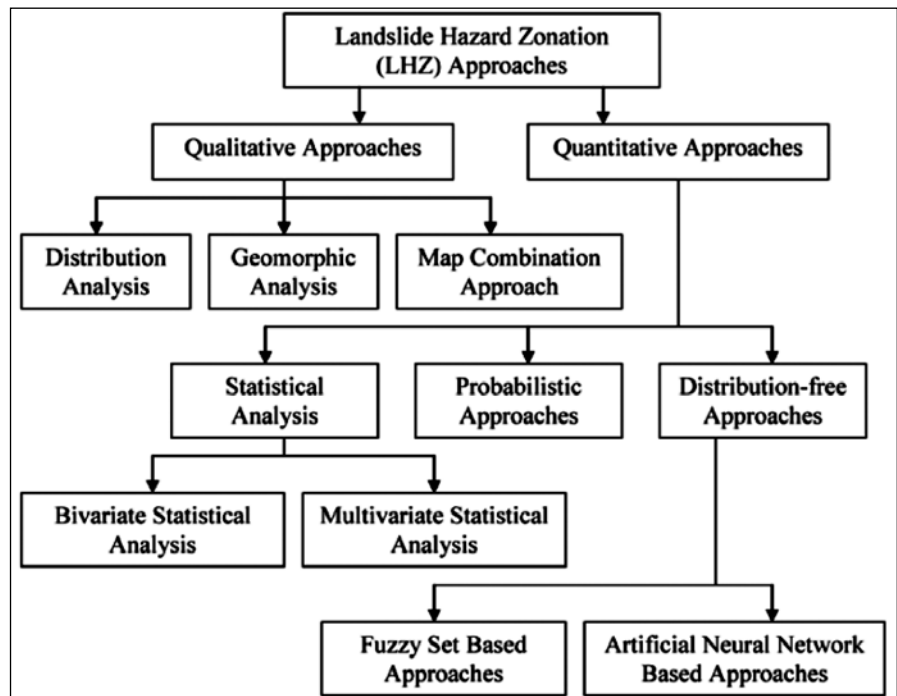 Landslide Hazard Zonation
(LHZ) Approaches
Qualitative Approaches
Quantitative Approaches
Distribution
Analysis
Geomorphic
Analysis
Map Combination
Approach
Statistical
Analysis
Probabilistic
Approaches
Distribution-free
Approaches
Bivariate Statistical
Analysis
Multivariate Statistical
Analysis
Fuzzy Set Based
Approaches
Artificial Neural Network
Based Approaches